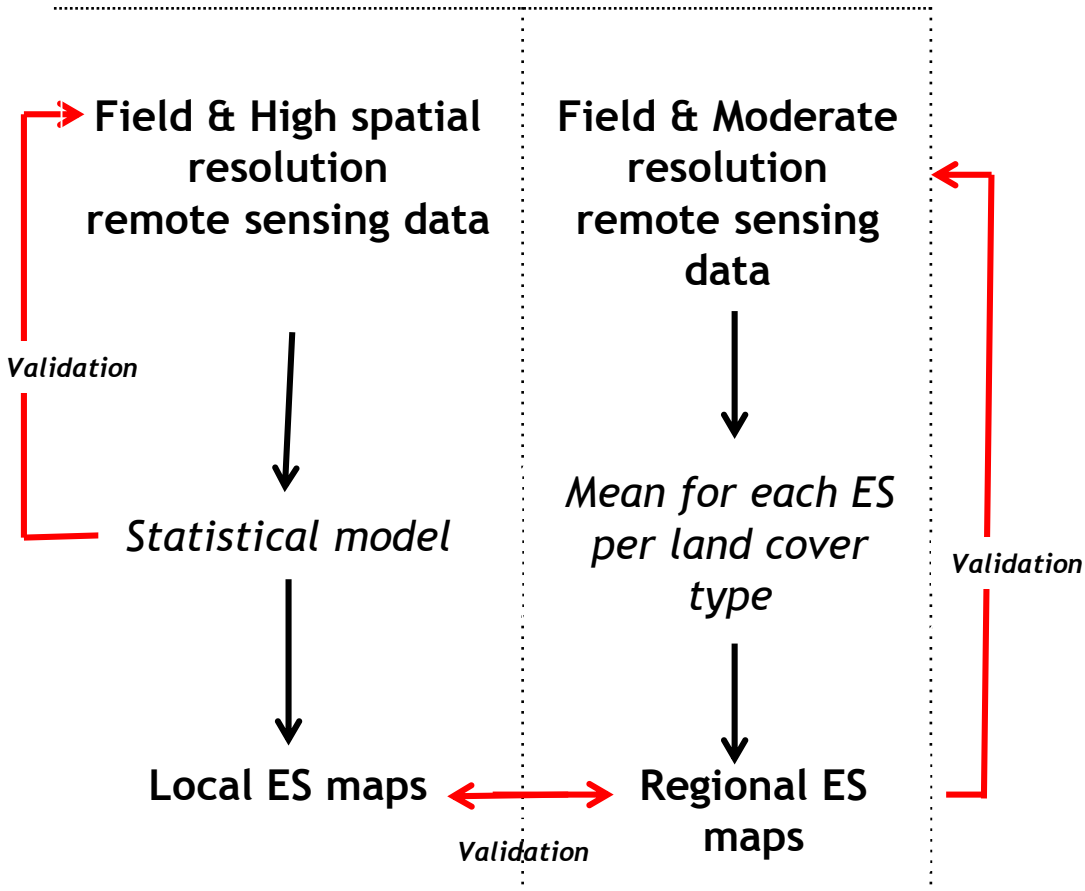 Field & High spatial
resolution
remote sensing data
Validation
Statistical model
Local ES maps
Field & Moderate
resolution
remote sensing
data
Mean for each ES
per land cover
type
Validation
Regional ES
maps
Validation